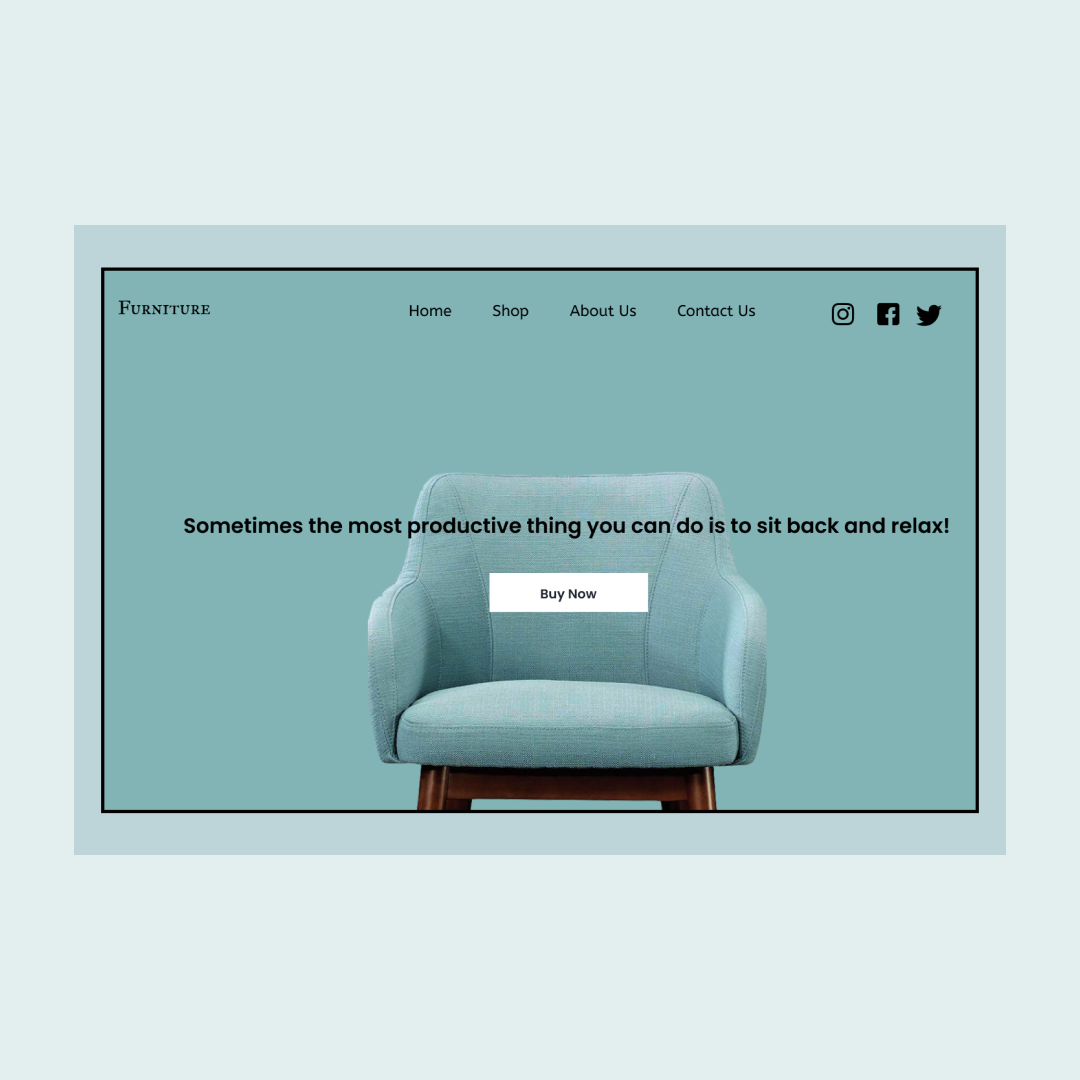 Furniture
Home Shop About Us Contact Us
Sometimes the most productive thing you can do is to sit back and relax!
Buy Now